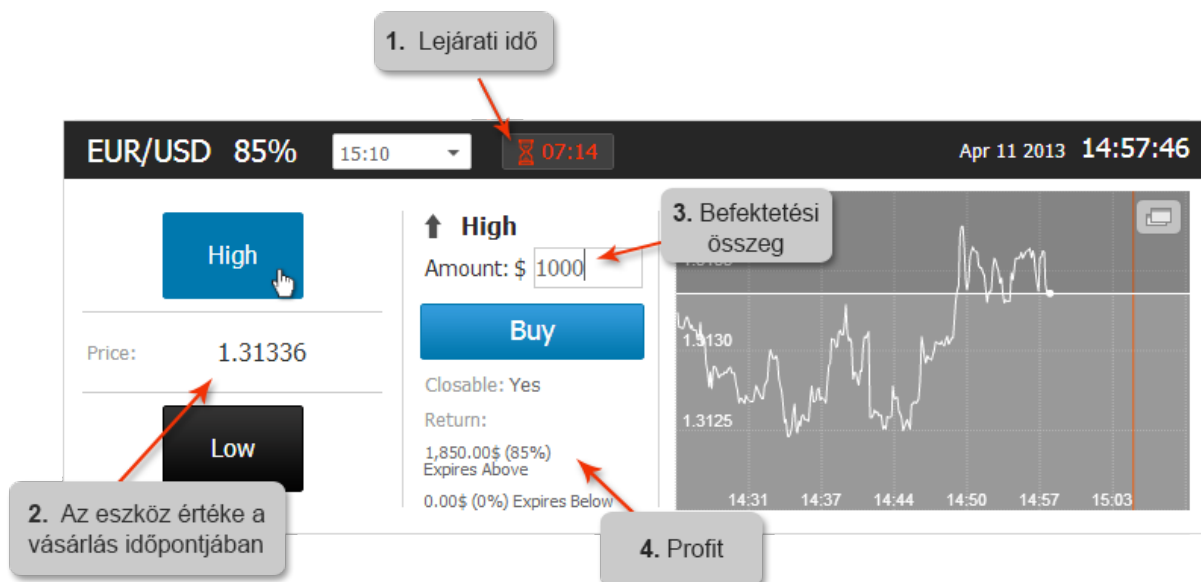 1. Lejárati idő
EUR/USD 85% 15:10 07:14 Apr 11 2013 14:57:46
High
Price: 1.31336
Low
2. Az eszköz értéke a
vásárlás időpontjában
High
Amount: $ 1000
Buy
Closable: Yes
Return:
1,850.00$ (85%)
Expires Above
0.00$ (0%) Expires Below
3. Befektetési
összeg
4. Profit
1.3130
1.3125
14:31 14:37 14:44 14:50 14:57 15:03